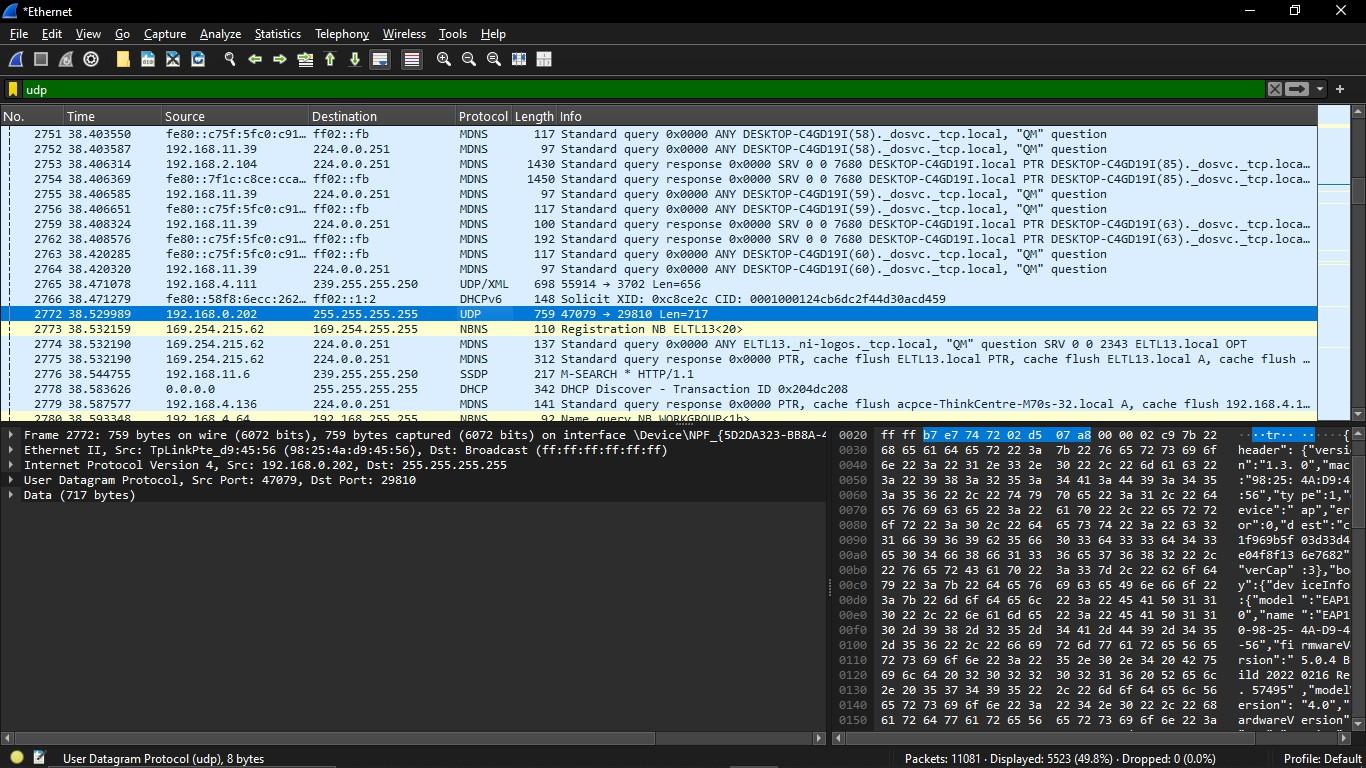 *Ethernet
File Edit View Go Capture Analyze Statistics Telephony Wireless Tools Help
udp
No. Time Source Destination Protocol Length Info
2751 38.403550 fe80::c75f:5fc0:c91… ff02::fb MDNS 117 Standard query 0x0000 ANY DESKTOP-C4GD19I(58)._dosvc._tcp.local, "QM" question
2752 38.403587 192.168.11.39 224.0.0.251 MDNS 97 Standard query 0x0000 ANY DESKTOP-C4GD19I(58)._dosvc._tcp.local, "QM" question
2753 38.406314 192.168.2.104 224.0.0.251 MDNS 1430 Standard query response 0x0000 SRV 0 0 7680 DESKTOP-C4GD19I.local PTR DESKTOP-C4GD19I(85)._dosvc._tcp.loca…
2754 38.406369 fe80::7f1c:c8ce:cca… ff02::fb MDNS 1450 Standard query response 0x0000 SRV 0 0 7680 DESKTOP-C4GD19I.local PTR DESKTOP-C4GD19I(85)._dosvc._tcp.loca…
2755 38.406585 192.168.11.39 224.0.0.251 MDNS 97 Standard query 0x0000 ANY DESKTOP-C4GD19I(59)._dosvc._tcp.local, "QM" question
2756 38.406651 fe80::c75f:5fc0:c91… ff02::fb MDNS 117 Standard query 0x0000 ANY DESKTOP-C4GD19I(59)._dosvc._tcp.local, "QM" question
2759 38.408324 192.168.11.39 224.0.0.251 MDNS 100 Standard query response 0x0000 SRV 0 0 7680 DESKTOP-C4GD19I.local PTR DESKTOP-C4GD19I(63)._dosvc._tcp.loca…
2762 38.408576 fe80::c75f:5fc0:c91… ff02::fb MDNS 192 Standard query response 0x0000 SRV 0 0 7680 DESKTOP-C4GD19I.local PTR DESKTOP-C4GD19I(63)._dosvc._tcp.loca…
2763 38.420285 fe80::c75f:5fc0:c91… ff02::fb MDNS 117 Standard query 0x0000 ANY DESKTOP-C4GD19I(60)._dosvc._tcp.local, "QM" question
2764 38.420320 192.168.11.39 224.0.0.251 MDNS 97 Standard query 0x0000 ANY DESKTOP-C4GD19I(60)._dosvc._tcp.local, "QM" question
2765 38.471078 192.168.4.111 239.255.255.250 UDP/XML 698 55914 → 3702 Len=656
2766 38.471279 fe80::58f8:6ecc:262… ff02::1:2 DHCPv6 148 Solicit XID: 0xc8ce2c CID: 0001000124cb6dc2f44d30acd459
2772 38.529989 192.168.0.202 255.255.255.255 UDP 759 47079 → 29810 Len=717
2773 38.532159 169.254.215.62 169.254.255.255 NBNS 110 Registration NB ELTL13<20>
2774 38.532190 169.254.215.62 224.0.0.251 MDNS 137 Standard query 0x0000 ANY ELTL13._ni-logos._tcp.local, "QM" question SRV 0 0 2343 ELTL13.local OPT
2775 38.532190 169.254.215.62 224.0.0.251 MDNS 312 Standard query response 0x0000 PTR, cache flush ELTL13.local PTR, cache flush ELTL13.local A, cache flush …
2776 38.544755 192.168.11.6 239.255.255.250 SSDP 217 M-SEARCH * HTTP/1.1
2778 38.583626 0.0.0.0 255.255.255.255 DHCP 342 DHCP Discover - Transaction ID 0x204dc208
2779 38.587577 192.168.4.136 224.0.0.251 MDNS 141 Standard query response 0x0000 PTR, cache flush acpce-ThinkCentre-M70s-32.local A, cache flush 192.168.4.1…
2780 38.593348 192.168.4.64 192.168.255.255 NBNS 92 Name query NB WORKGROUP<1b>
Frame 2772: 759 bytes on wire (6072 bits), 759 bytes captured (6072 bits) on interface \Device\NPF_{5D2DA323-BB8A-4
Ethernet II, Src: TpLinkPte_d9:45:56 (98:25:4a:d9:45:56), Dst: Broadcast (ff:ff:ff:ff:ff:ff)
Internet Protocol Version 4, Src: 192.168.0.202, Dst: 255.255.255.255
User Datagram Protocol, Src Port: 47079, Dst Port: 29810
Data (717 bytes)
0020 ff ff b7 e7 74 72 02 d5 07 a8 00 00 02 c9 7b 22 ····tr·· ······{
0030 68 65 61 64 65 72 22 3a 7b 22 76 65 72 73 69 6f header": {"versi
0040 6e 22 3a 22 31 2e 33 2e 30 22 2c 22 6d 61 63 22 n":"1.3. 0","mac
0050 3a 22 39 38 3a 32 35 3a 34 41 3a 44 39 3a 34 35 :"98:25: 4A:D9:4
0060 3a 35 36 22 2c 22 74 79 70 65 22 3a 31 2c 22 64 :56","ty pe":1,"
0070 65 76 69 63 65 22 3a 22 61 70 22 2c 22 65 72 72 evice":" ap","er
0080 6f 72 22 3a 30 2c 22 64 65 73 74 22 3a 22 63 32 or":0,"d est":"c
0090 31 66 39 36 39 62 35 66 30 33 64 33 33 64 34 33 1f969b5f 03d33d4
00a0 65 30 34 66 38 66 31 33 36 65 37 36 38 32 22 2c e04f8f13 6e7682"
00b0 22 76 65 72 43 61 70 22 3a 33 7d 2c 22 62 6f 64 "verCap" :3},"bo
00c0 79 22 3a 7b 22 64 65 76 69 63 65 49 6e 66 6f 22 y":{"dev iceInfo
00d0 3a 7b 22 6d 6f 64 65 6c 22 3a 22 45 41 50 31 31 :{"model ":"EAP1
00e0 30 22 2c 22 6e 61 6d 65 22 3a 22 45 41 50 31 31 0","name ":"EAP1
00f0 30 2d 39 38 2d 32 35 2d 34 41 2d 44 39 2d 34 35 0-98-25- 4A-D9-4
0100 2d 35 36 22 2c 22 66 69 72 6d 77 61 72 65 56 65 -56","fi rmwareV
0110 72 73 69 6f 6e 22 3a 22 35 2e 30 2e 34 20 42 75 rsion":" 5.0.4 B
0120 69 6c 64 20 32 30 32 32 30 32 31 36 20 52 65 6c ild 2022 0216 Re
0130 2e 20 35 37 34 39 35 22 2c 22 6d 6f 64 65 6c 56 . 57495" ,"model
0140 65 72 73 69 6f 6e 22 3a 22 34 2e 30 22 2c 22 68 ersion": "4.0","
0150 61 72 64 77 61 72 65 56 65 72 73 69 6f 6e 22 3a ardwareV ersion"
User Datagram Protocol (udp), 8 bytes
Packets: 11081 · Displayed: 5523 (49.8%) · Dropped: 0 (0.0%)
Profile: Default